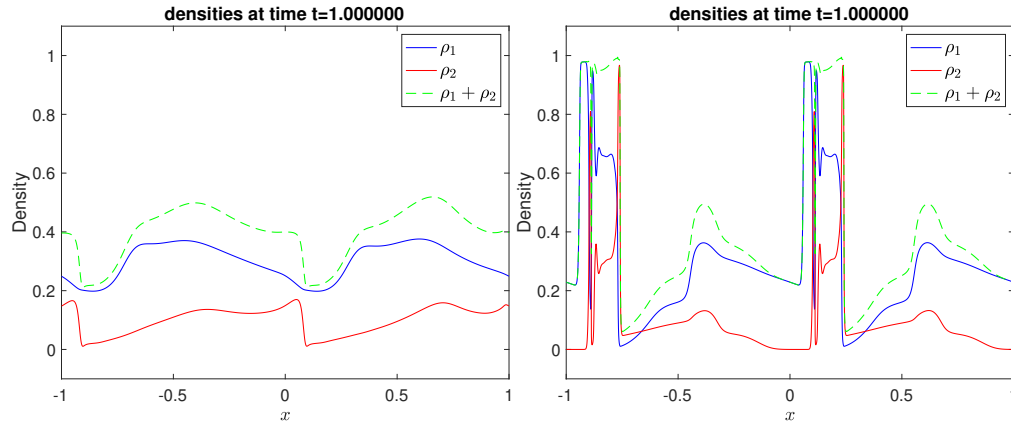 densities at time t=1.000000
1
0.8
0.6
0.4
0.2
0
Density
-1
-0.5
0
0.5
1
x
ρ₁
ρ₂
ρ₁ + ρ₂
densities at time t=1.000000
1
0.8
0.6
0.4
0.2
0
Density
-1
-0.5
0
0.5
1
x
ρ₁
ρ₂
ρ₁ + ρ₂